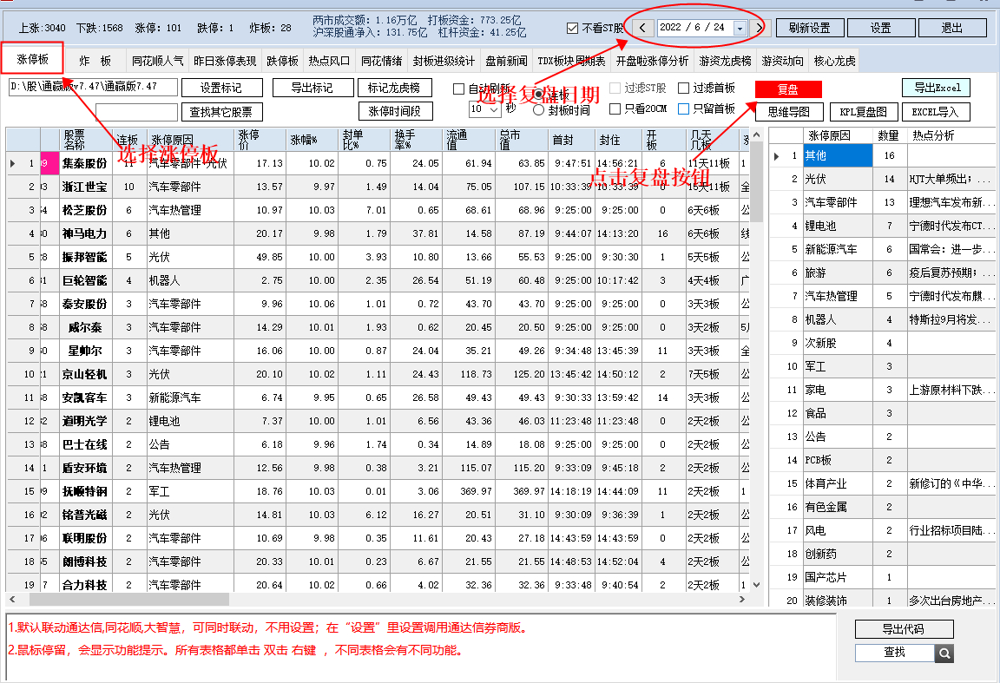 上涨:3040 下跌:1568 涨停: 101 跌停: 1 炸板: 28
两市成交额: 1.16万亿 打板资金: 773.25亿
沪深股通净入: 131.75亿 杠杆资金: 41.25亿
不看ST股 < 2022 / 6 / 24 > 刷新设置 设置 退出
涨停板 炸 板 同花顺人气 昨日涨停表现 跌停板 热点风口 同花情绪 封板进级统计 盘前新闻 TDX板块周期表 开盘啦涨停分析 游资龙虎榜 游资动向 核心龙虎
D:\股\通赢版v7.47\通赢版7.47 设置标记 导出标记 标记龙虎榜 自动刷新 连板 过滤ST股 过滤首板 复盘 导出Excel
查找其它股票 涨停时间段 10 秒 封板时间 只看20CM 只留首板 思维导图 KPL复盘图 EXCEL导入
选择复盘日期
选择涨停板
点击复盘按钮
股票名称 连板 涨停原因 涨停价 涨幅% 封单比% 换手率% 流通值 总市值 首封 封住 开板 几天几板
1 集泰股份 11 汽车零部件 光伏 17.13 10.02 0.75 24.05 61.94 63.85 9:47:51 14:56:21 6 11天11板 1
2 浙江世宝 10 汽车零部件 13.57 9.97 1.49 14.04 75.05 107.15 10:33:39 10:33:39 0 15天11板 全
3 松芝股份 6 汽车热管理 10.97 10.03 7.01 0.65 68.61 68.96 9:25:00 9:25:00 0 6天6板 公
4 神马电力 6 其他 20.17 9.98 1.79 37.81 14.58 87.19 9:44:07 14:13:20 16 6天6板
5 振邦智能 5 光伏 49.85 10.00 3.93 10.80 13.66 55.53 9:25:00 9:30:30 1 5天5板 公
6 巨轮智能 4 机器人 2.75 10.00 2.35 26.54 51.19 60.48 9:25:00 10:17:42 3 4天4板 广
7 秦安股份 3 汽车零部件 9.96 10.06 1.01 0.72 43.70 43.70 9:25:00 9:25:00 0 3天3板 公
8 威尔泰 3 汽车零部件 14.29 10.01 1.93 0.62 20.45 20.50 9:25:00 9:25:00 0 3天2板
9 星帅尔 3 汽车零部件 16.06 10.00 0.87 24.04 35.21 49.26 9:34:48 13:45:39 11 3天3板 全
10 京山轻机 3 光伏 20.10 10.02 1.11 24.43 118.73 125.20 13:45:42 14:50:12 2 7天5板 公
11 安凯客车 3 新能源汽车 6.74 9.95 0.65 26.58 49.43 49.43 9:30:33 13:59:42 14 3天3板 公
12 道明光学 2 锂电池 7.37 10.00 1.01 6.56 43.36 46.03 11:23:48 11:23:48 0 2天2板 公
13 巴士在线 2 公告 6.18 9.96 1.74 0.34 14.89 18.08 9:25:00 9:25:00 0 2天2板 公
14 盾安环境 2 汽车热管理 12.56 9.98 0.38 3.21 115.07 115.20 9:33:09 9:45:18 2 2天2板 公
15 抚顺特钢 2 军工 18.76 10.03 0.01 3.06 369.97 369.97 14:18:19 14:44:09 11 2天2板 1
16 铭普光磁 2 光伏 14.81 10.03 6.12 16.27 20.51 31.10 9:30:09 9:36:39 1 2天2板 公
17 联明股份 2 汽车零部件 10.69 9.98 0.35 11.61 20.43 27.18 14:43:59 14:43:59 0 2天2板 公
18 朗博科技 2 汽车零部件 20.33 10.01 0.23 6.67 21.55 21.55 14:48:53 14:52:04 4 2天2板 公
19 合力科技 2 汽车零部件 20.64 10.02 0.66 4.02 32.36 32.36 9:33:48 9:40:54 2 2天2板 1
涨停原因 数量 热点分析
1 其他 16
2 光伏 14 HJT大单频出; ...
3 汽车零部件 13 理想汽车发布新...
4 锂电池 7 宁德时代发布CT...
5 新能源汽车 6 国常会: 进一步...
6 旅游 6 疫后复苏预期; ...
7 汽车热管理 5 宁德时代发布麒...
8 机器人 4 特斯拉9月将发...
9 次新股 4
10 军工 3
11 家电 3 上游原材料下跌...
12 食品 3
13 公告 2
14 PCB板 2
15 体育产业 2 新修订的《中华...
16 有色金属 2
17 风电 2 行业招标项目陆...
18 创新药 2
19 国产芯片 1
20 装修装饰 1 多次出台房地产...
1.默认联动通达信,同花顺,大智慧，可同时联动，不用设置；在“设置”里设置调用通达信券商版。
2.鼠标停留，会显示功能提示。所有表格都单击 双击 右键 ，不同表格会有不同功能。
导出代码
查找